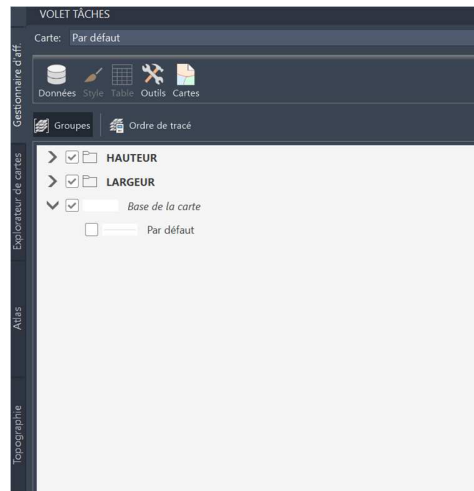 VOLET TÂCHES
Carte: Par défaut
Données Style Table Outils Cartes
Groupes Ordre de tracé
HAUTEUR
LARGEUR
Base de la carte
Par défaut
Gestionnaire d'aff.
Explorateur de cartes
Atlas
Topographie